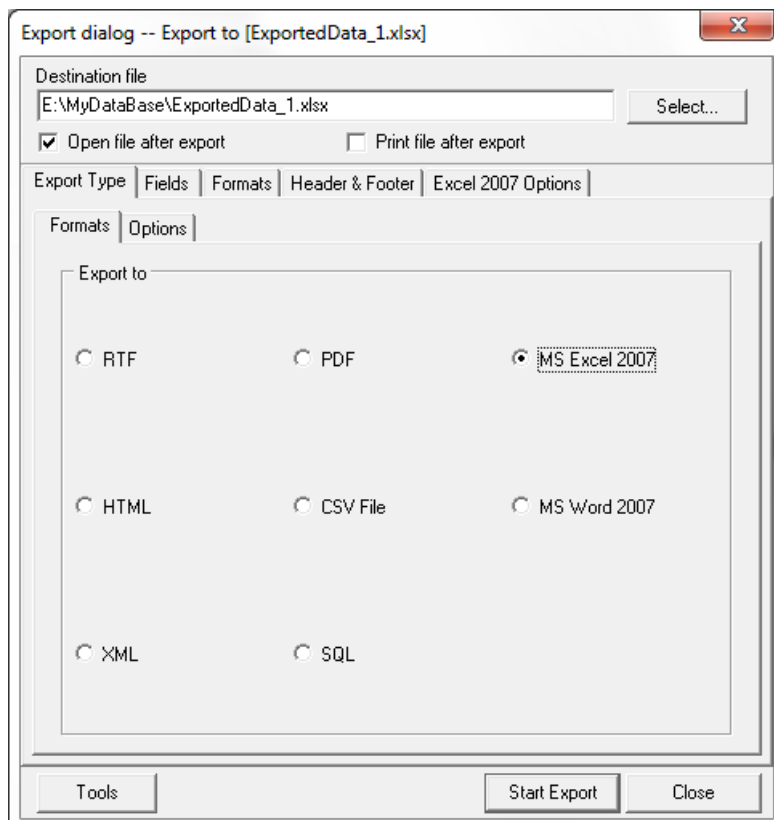 Export dialog -- Export to [ExportedData_1.xlsx]
Destination file
E:\MyDataBase\ExportedData_1.xlsx
Select...
Open file after export
Print file after export
Export Type Fields Formats Header & Footer Excel 2007 Options
Formats Options
Export to
RTF PDF MS Excel 2007
HTML CSV File MS Word 2007
XML SQL
Tools Start Export Close